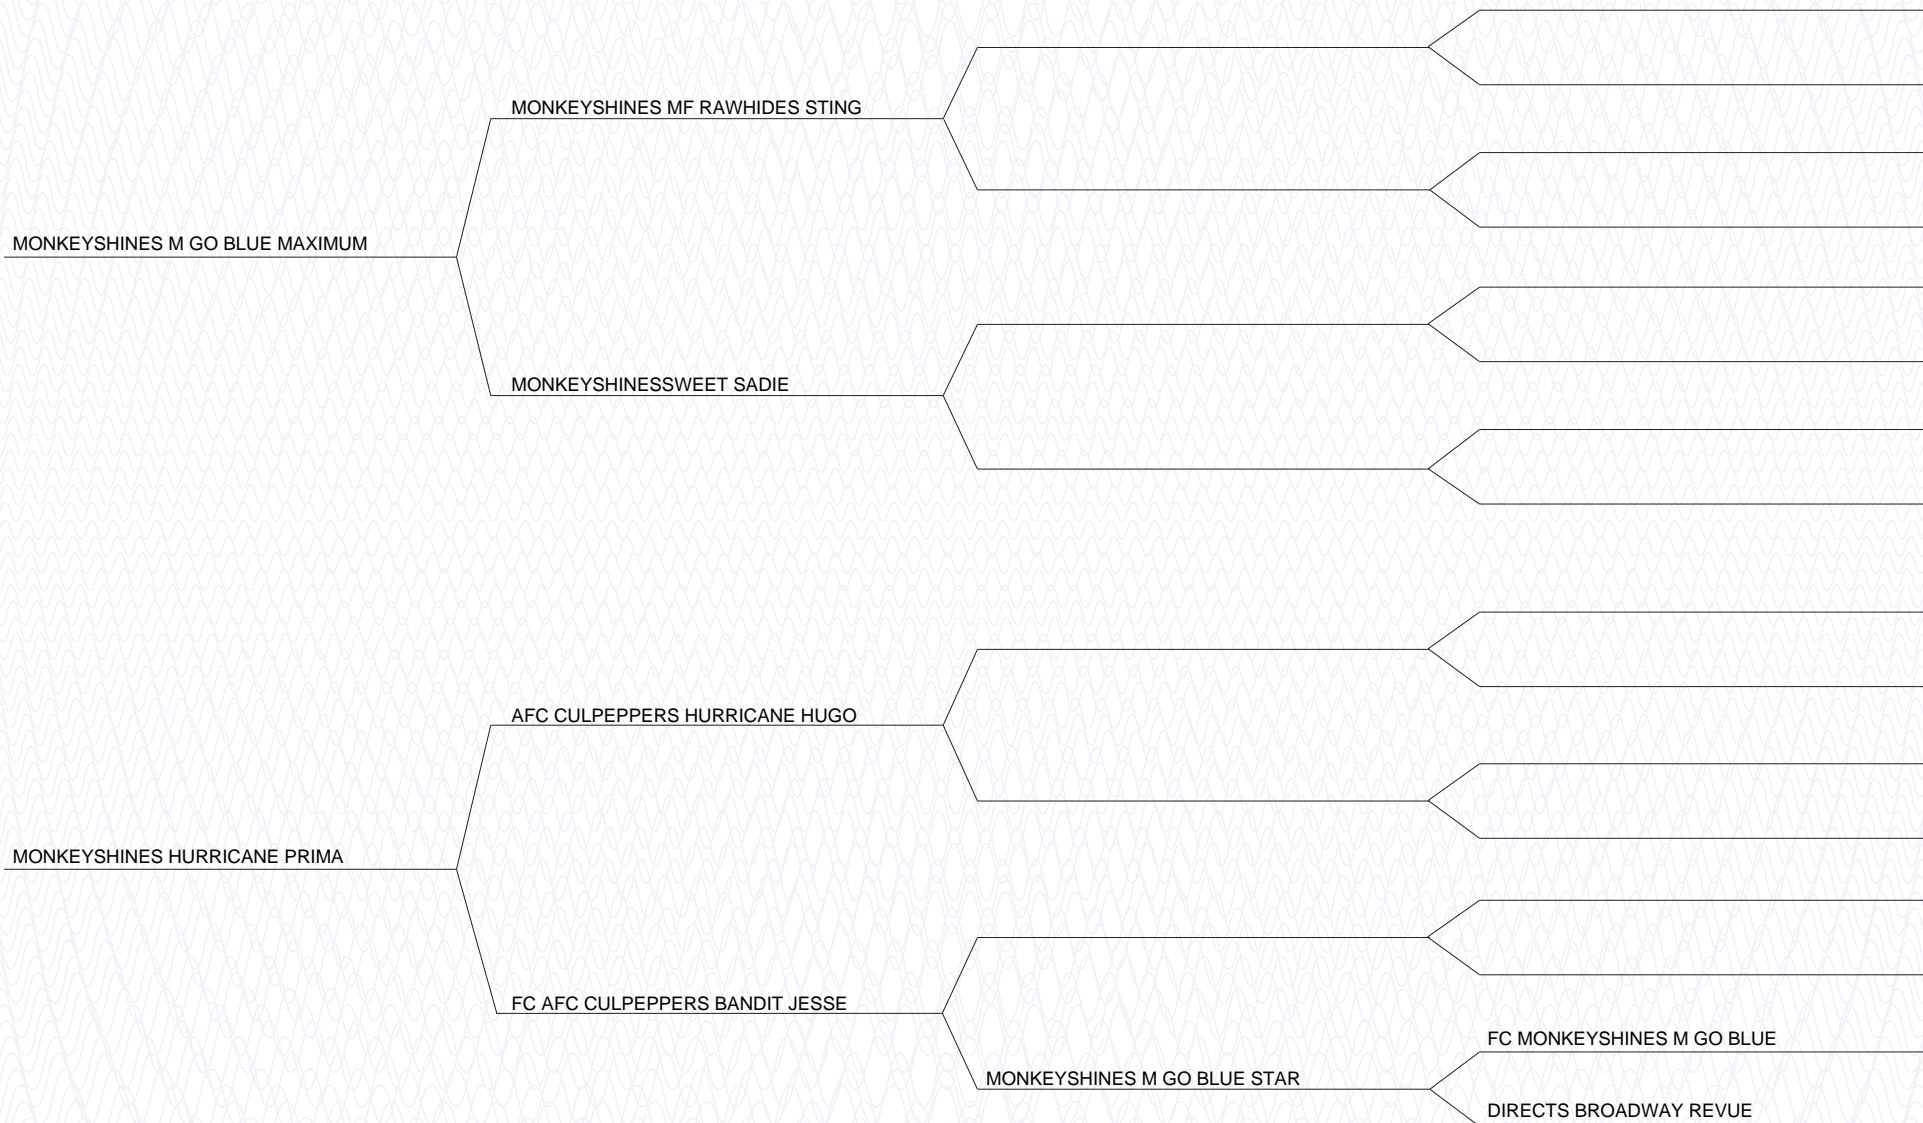 MONKEYSHINES MF RAWHIDES STING
MONKEYSHINES M GO BLUE MAXIMUM
MONKEYSHINESSWEET SADIE
AFC CULPEPPERS HURRICANE HUGO
MONKEYSHINES HURRICANE PRIMA
FC AFC CULPEPPERS BANDIT JESSE
FC MONKEYSHINES M GO BLUE
MONKEYSHINES M GO BLUE STAR
DIRECTS BROADWAY REVUE